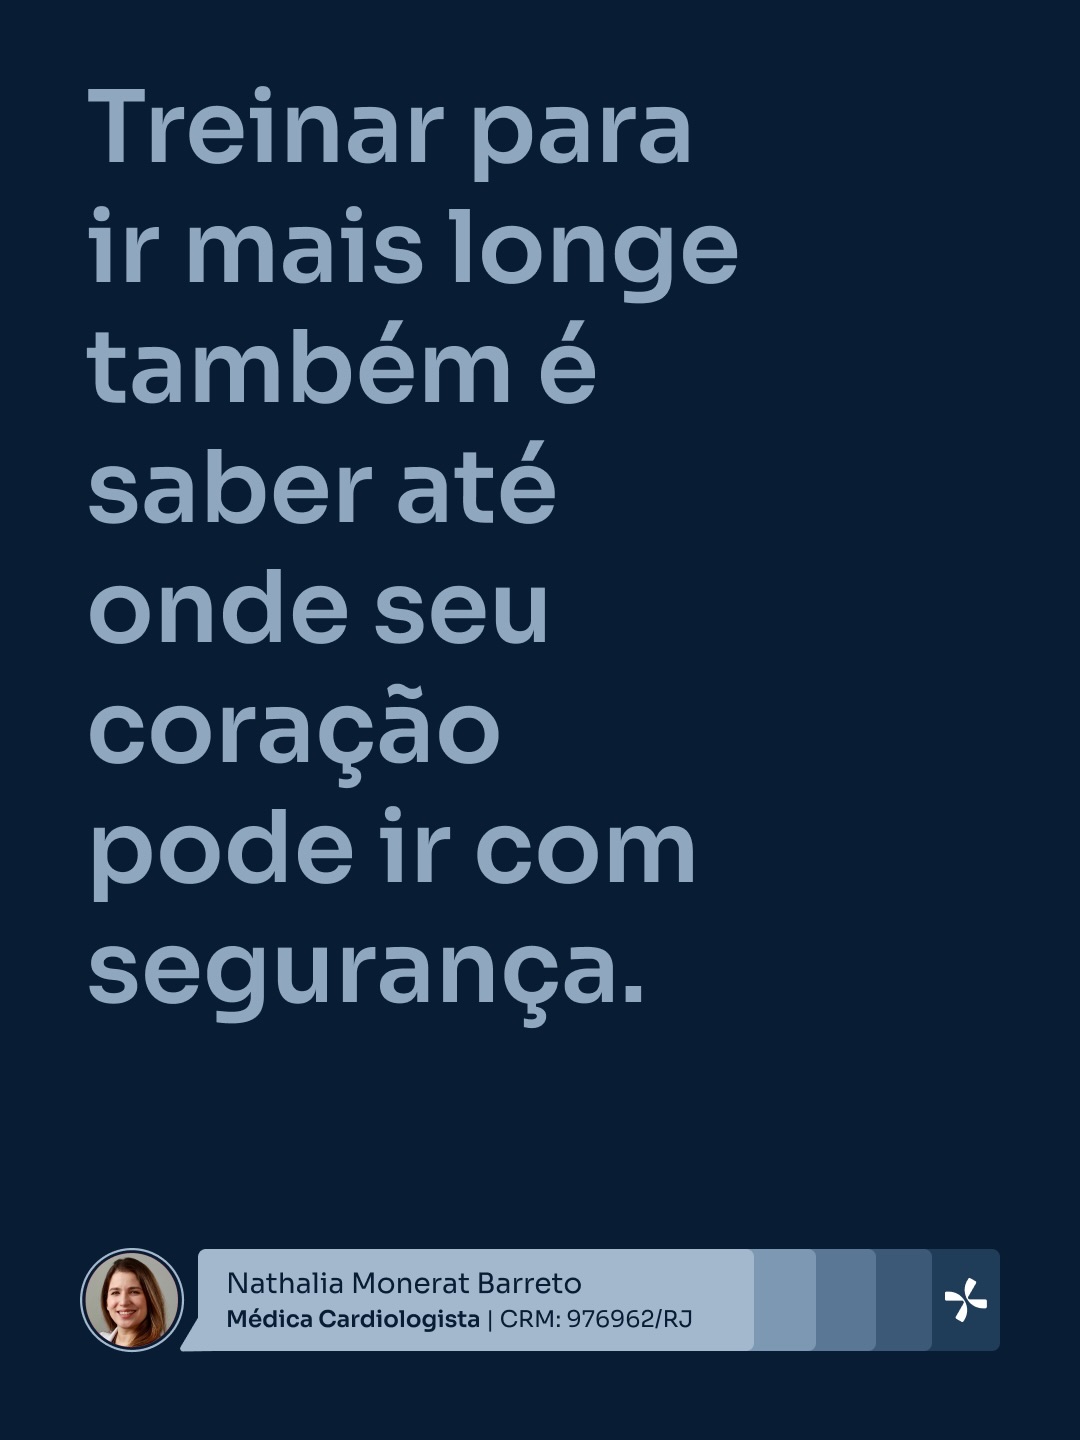 Treinar para
ir mais longe
também é
saber até
onde seu
coração
pode ir com
segurança.
Nathalia Monerat Barreto
Médica Cardiologista | CRM: 976962/RJ